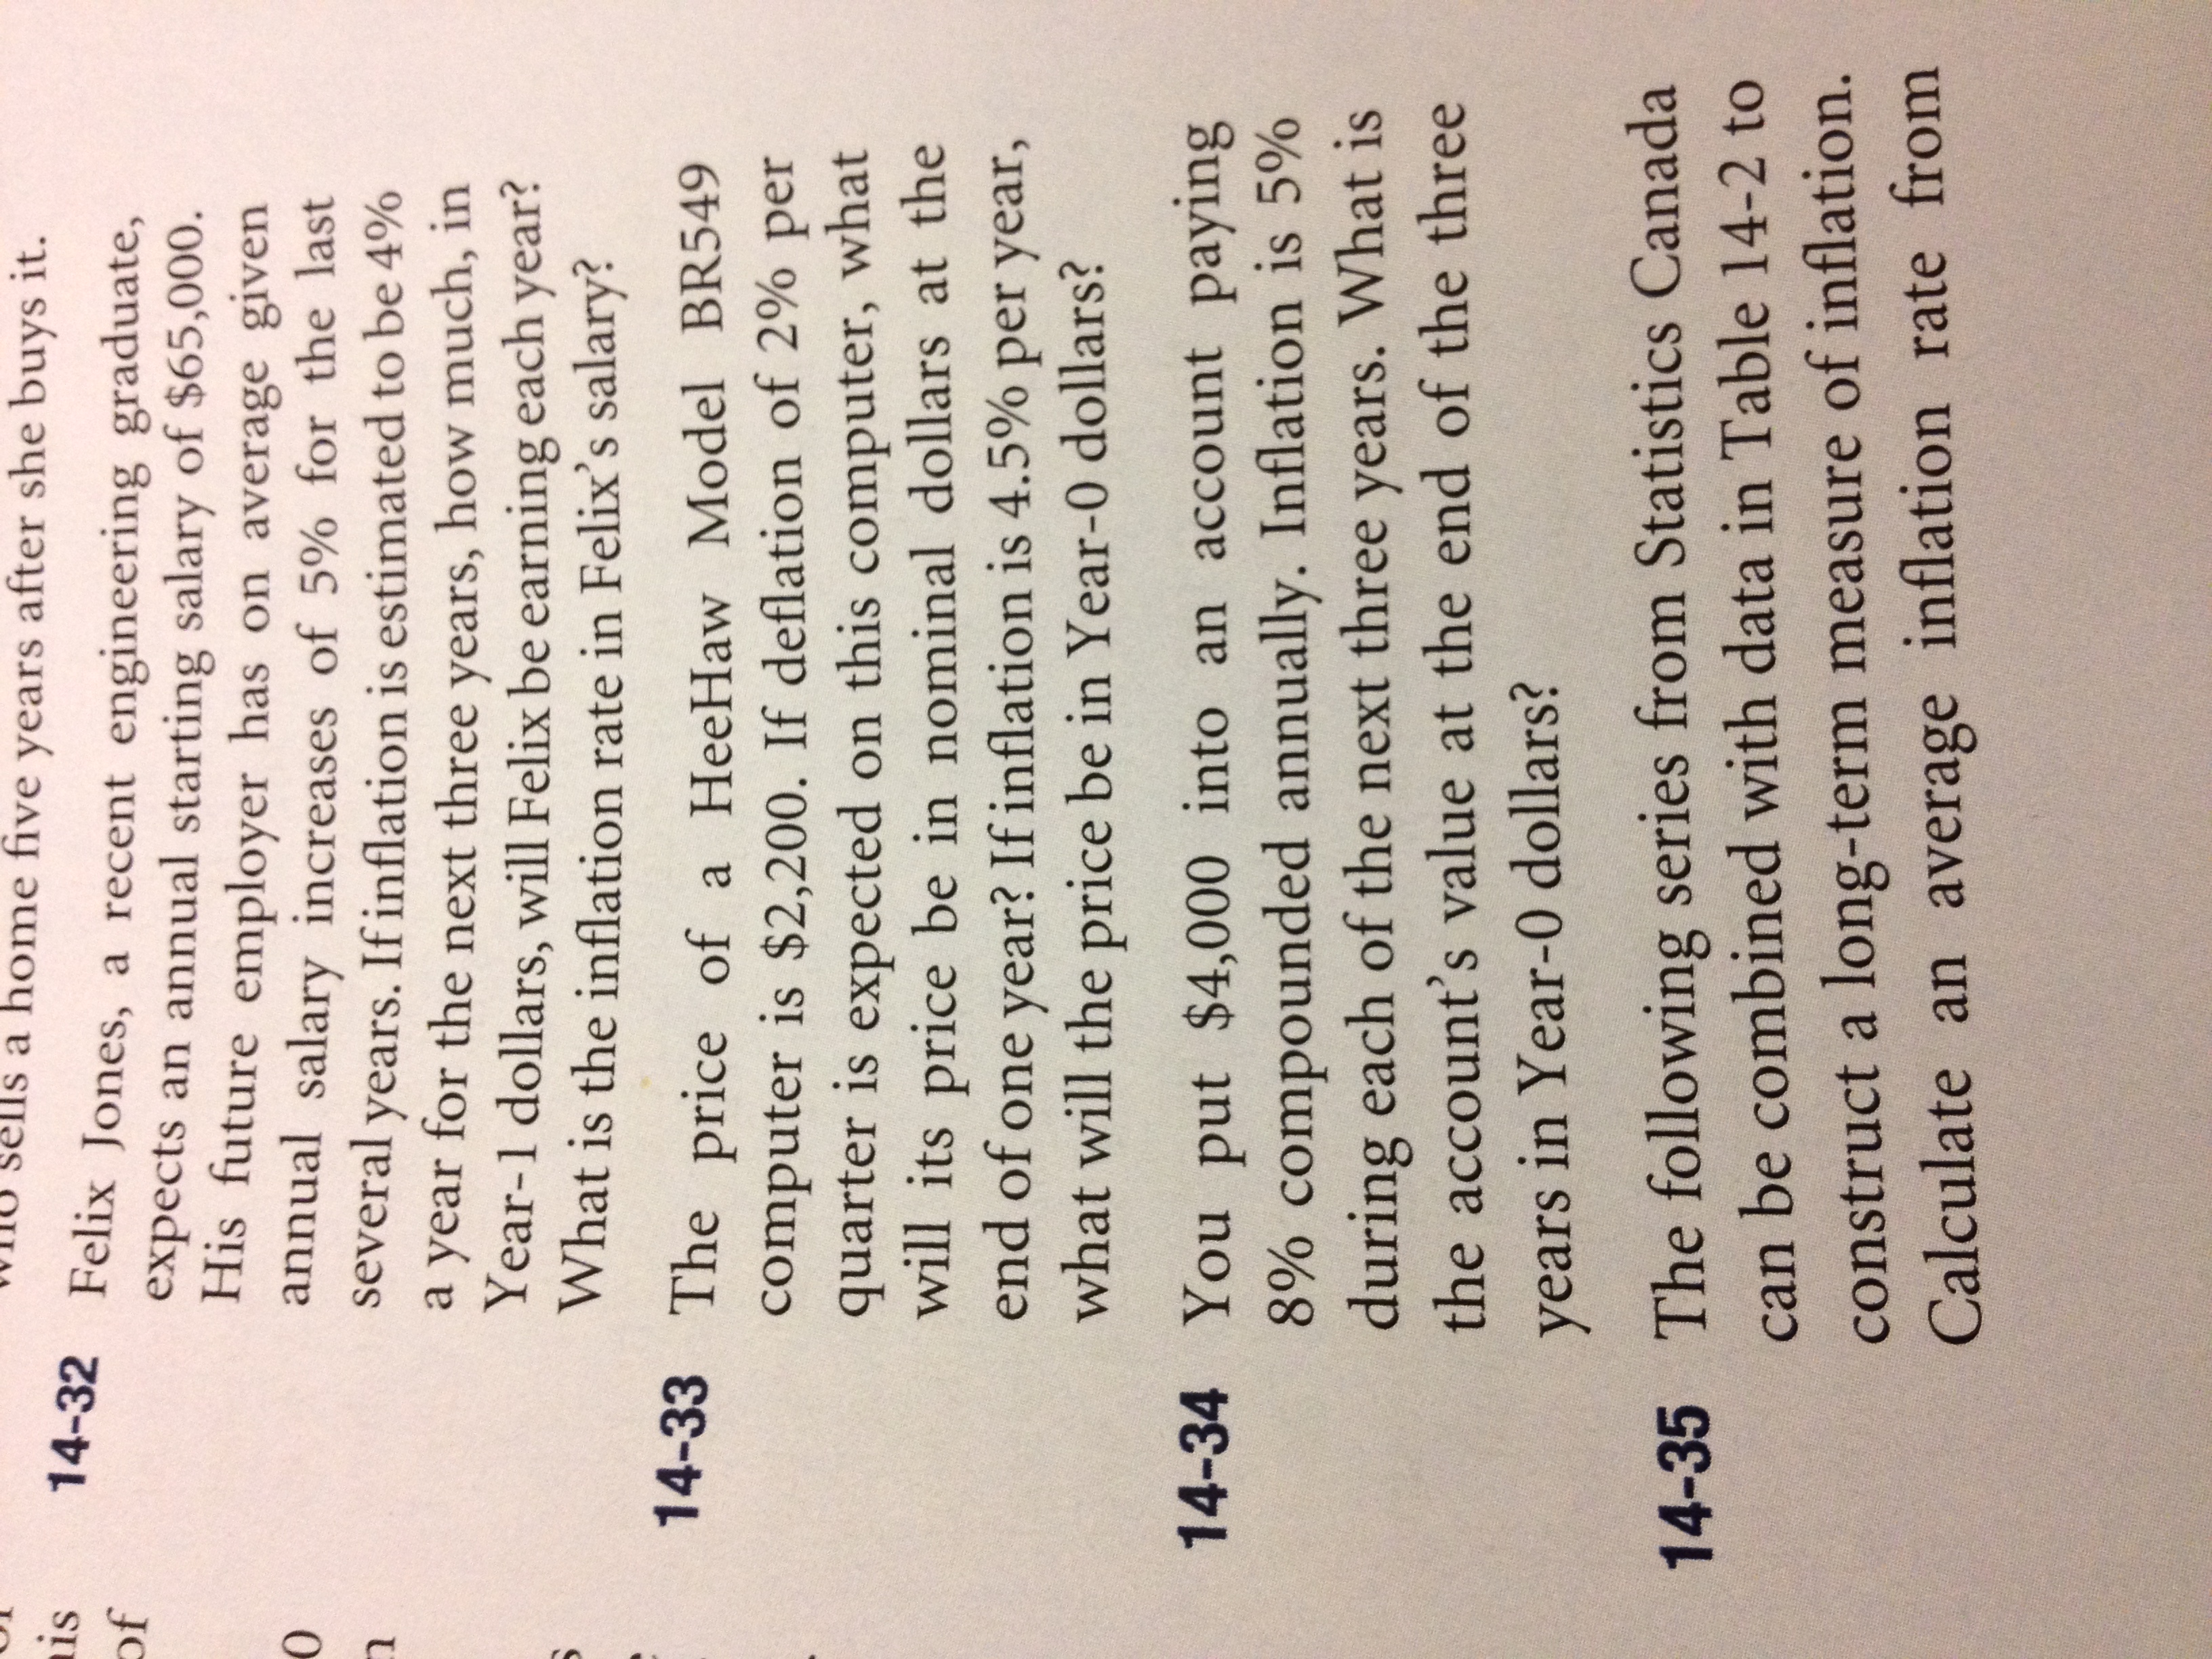 who sells a home five years after she buys it.
14-32 Felix Jones, a recent engineering graduate,
expects an annual starting salary of $65,000.
His future employer has on average given
annual salary increases of 5% for the last
several years. If inflation is estimated to be 4%
a year for the next three years, how much, in
Year-1 dollars, will Felix be earning each year?
What is the inflation rate in Felix's salary?
14-33 The price of a HeeHaw Model BR549
computer is $2,200. If deflation of 2% per
quarter is expected on this computer, what
will its price be in nominal dollars at the
end of one year? If inflation is 4.5% per year,
what will the price be in Year-0 dollars?
14-34 You put $4,000 into an account paying
8% compounded annually. Inflation is 5%
during each of the next three years. What is
the account's value at the end of the three
years in Year-0 dollars?
14-35 The following series from Statistics Canada
can be combined with data in Table 14-2 to
construct a long-term measure of inflation.
Calculate an average inflation rate from